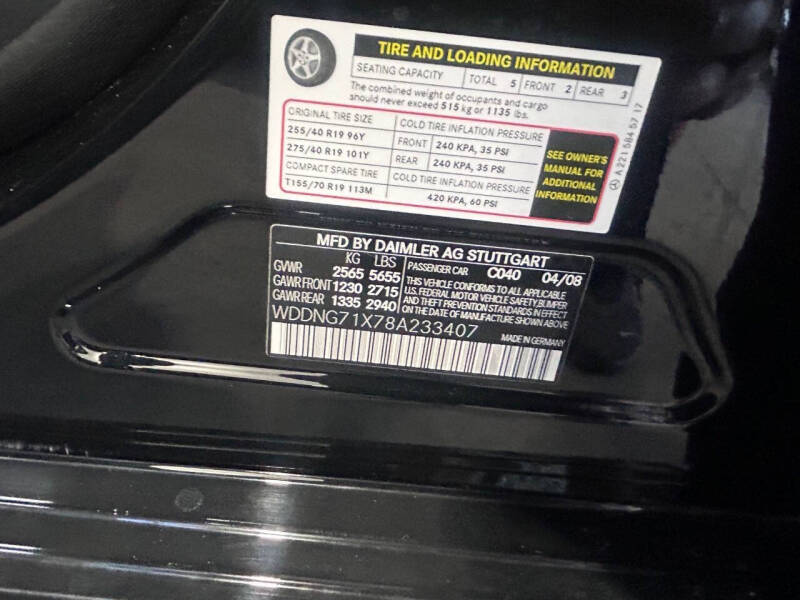 TIRE AND LOADING INFORMATION
SEATING CAPACITY TOTAL 5 FRONT 2 REAR 3
The combined weight of occupants and cargo
should never exceed 515 kg or 1135 lbs.
ORIGINAL TIRE SIZE COLD TIRE INFLATION PRESSURE
255/40 R19 96Y FRONT 240 KPA, 35 PSI
275/40 R19 101Y REAR 240 KPA, 35 PSI
COMPACT SPARE TIRE COLD TIRE INFLATION PRESSURE
T155/70 R19 113M 420 KPA, 60 PSI
SEE OWNER'S
MANUAL FOR
ADDITIONAL
INFORMATION
A 221 584 57 17
MFD BY DAIMLER AG STUTTGART
KG LBS PASSENGER CAR C040 04/08
GVWR 2565 5655
GAWR FRONT 1230 2715
GAWR REAR 1335 2940
THIS VEHICLE CONFORMS TO ALL APPLICABLE
U.S. FEDERAL MOTOR VEHICLE SAFETY, BUMPER
AND THEFT PREVENTION STANDARDS IN EFFECT
ON THE DATE OF MANUFACTURE SHOWN ABOVE
WDDNG71X78A233407
MADE IN GERMANY